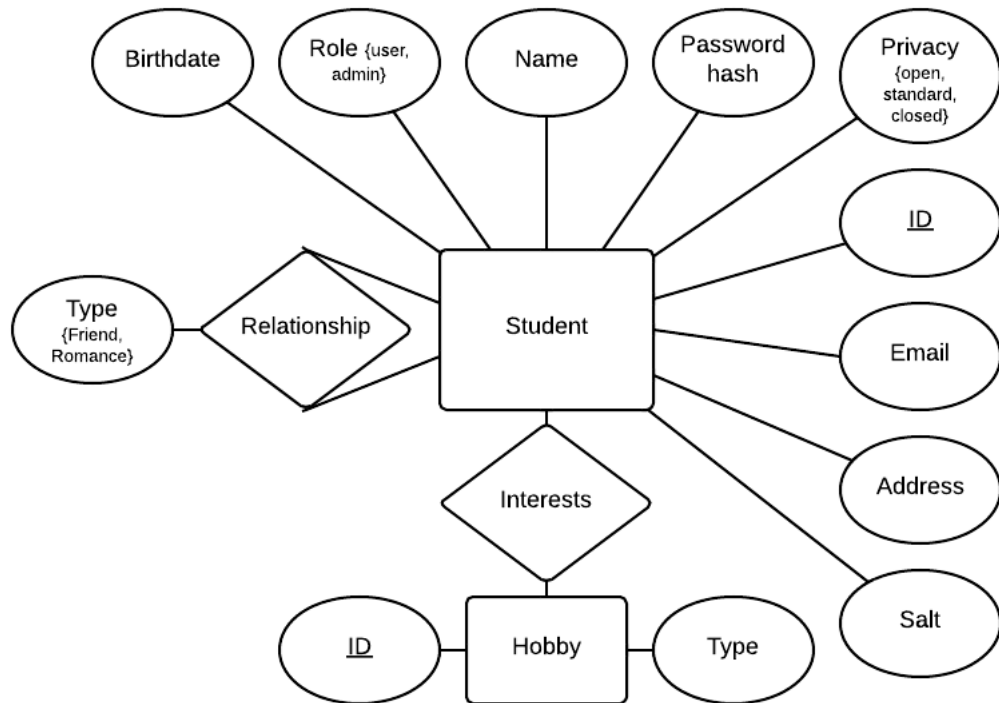 Birthdate
Role {user,
admin}
Name
Password
hash
Privacy
{open,
standard,
closed}
ID
Type
{Friend,
Romance}
Relationship
Student
Email
Address
Interests
Salt
ID
Hobby
Type